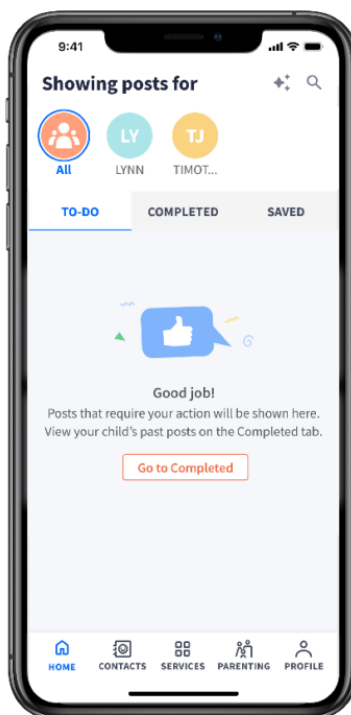 9:41
Showing posts for
LY TJ
All LYNN TIMOT...
TO-DO COMPLETED SAVED
Good job!
Posts that require your action will be shown here.
View your child's past posts on the Completed tab.
Go to Completed
HOME CONTACTS SERVICES PARENTING PROFILE